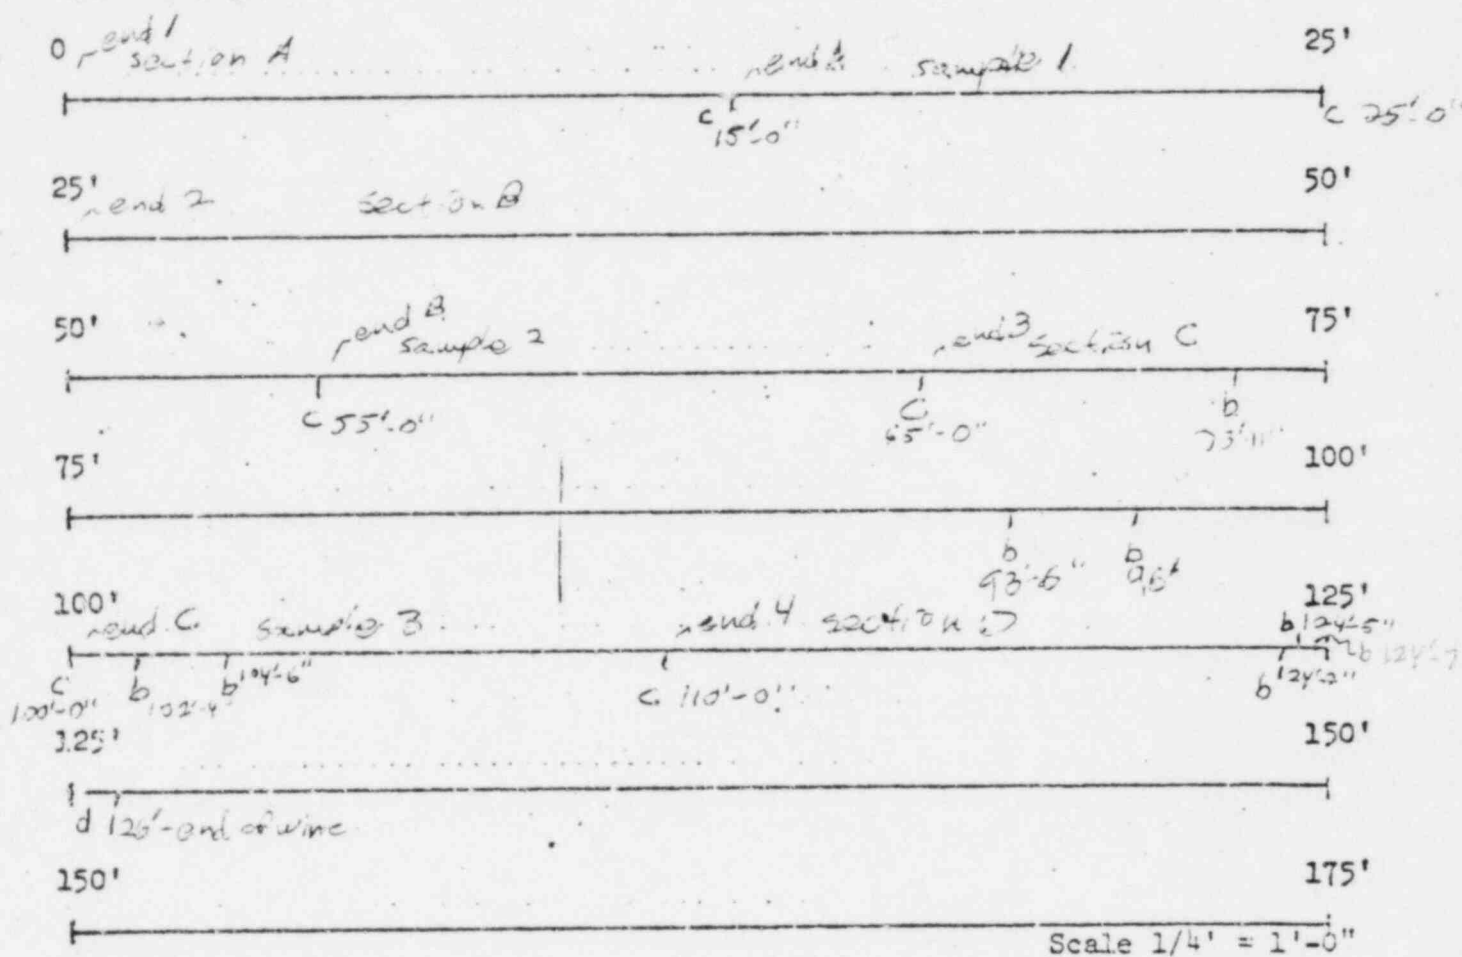 0 end 1 25'
section A end A sample 1
c 15'-0" c 25'-0"
25' 50'
end 2 section B
50' 75'
end B sample 2 end 3 section C
c 55'-0" c 65'-0" b 73'-11"
75' 100'
b 93'-6" b 96'
100' 125'
end C sample 3 end 4 section D b 124'-5"
c 100'-0" b 102'-4" b 104'-6" c 110'-0" b 124'-2" b 124'-7
125' 150'
d 126'-end of wire
150' 175'
Scale 1/4' = 1'-0"